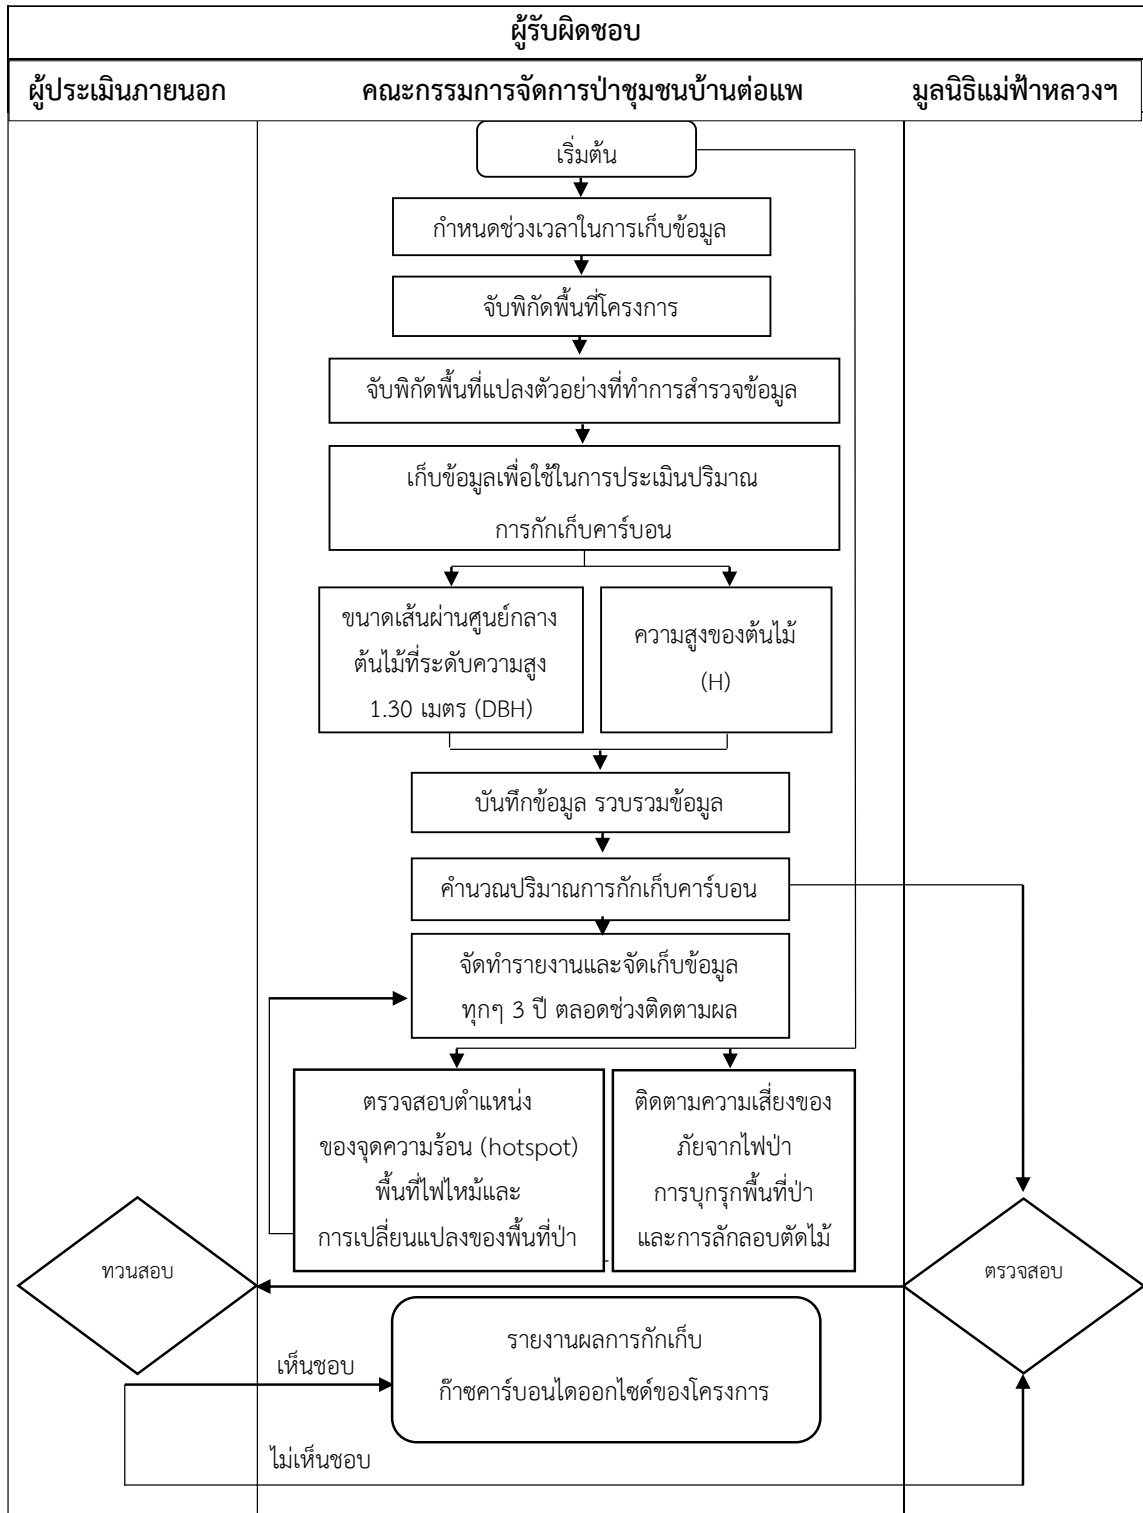 ผู้รับผิดชอบ
ผู้ประเมินภายนอก
คณะกรรมการจัดการป่าชุมชนบ้านต่อแพ
มูลนิธิแม่ฟ้าหลวงฯ
เริ่มต้น
กำหนดช่วงเวลาในการเก็บข้อมูล
จับพิกัดพื้นที่โครงการ
จับพิกัดพื้นที่แปลงตัวอย่างที่ทำการสำรวจข้อมูล
เก็บข้อมูลเพื่อใช้ในการประเมินปริมาณ
การกักเก็บคาร์บอน
ขนาดเส้นผ่านศูนย์กลาง
ต้นไม้ที่ระดับความสูง
1.30 เมตร (DBH)
ความสูงของต้นไม้
(H)
บันทึกข้อมูล รวบรวมข้อมูล
คำนวณปริมาณการกักเก็บคาร์บอน
จัดทำรายงานและจัดเก็บข้อมูล
ทุกๆ 3 ปี ตลอดช่วงติดตามผล
ตรวจสอบตำแหน่ง
ของจุดความร้อน (hotspot)
พื้นที่ไฟไหม้และ
การเปลี่ยนแปลงของพื้นที่ป่า
ติดตามความเสี่ยงของ
ภัยจากไฟป่า
การบุกรุกพื้นที่ป่า
และการลักลอบตัดไม้
ทวนสอบ
ตรวจสอบ
รายงานผลการกักเก็บ
ก๊าซคาร์บอนไดออกไซด์ของโครงการ
เห็นชอบ
ไม่เห็นชอบ